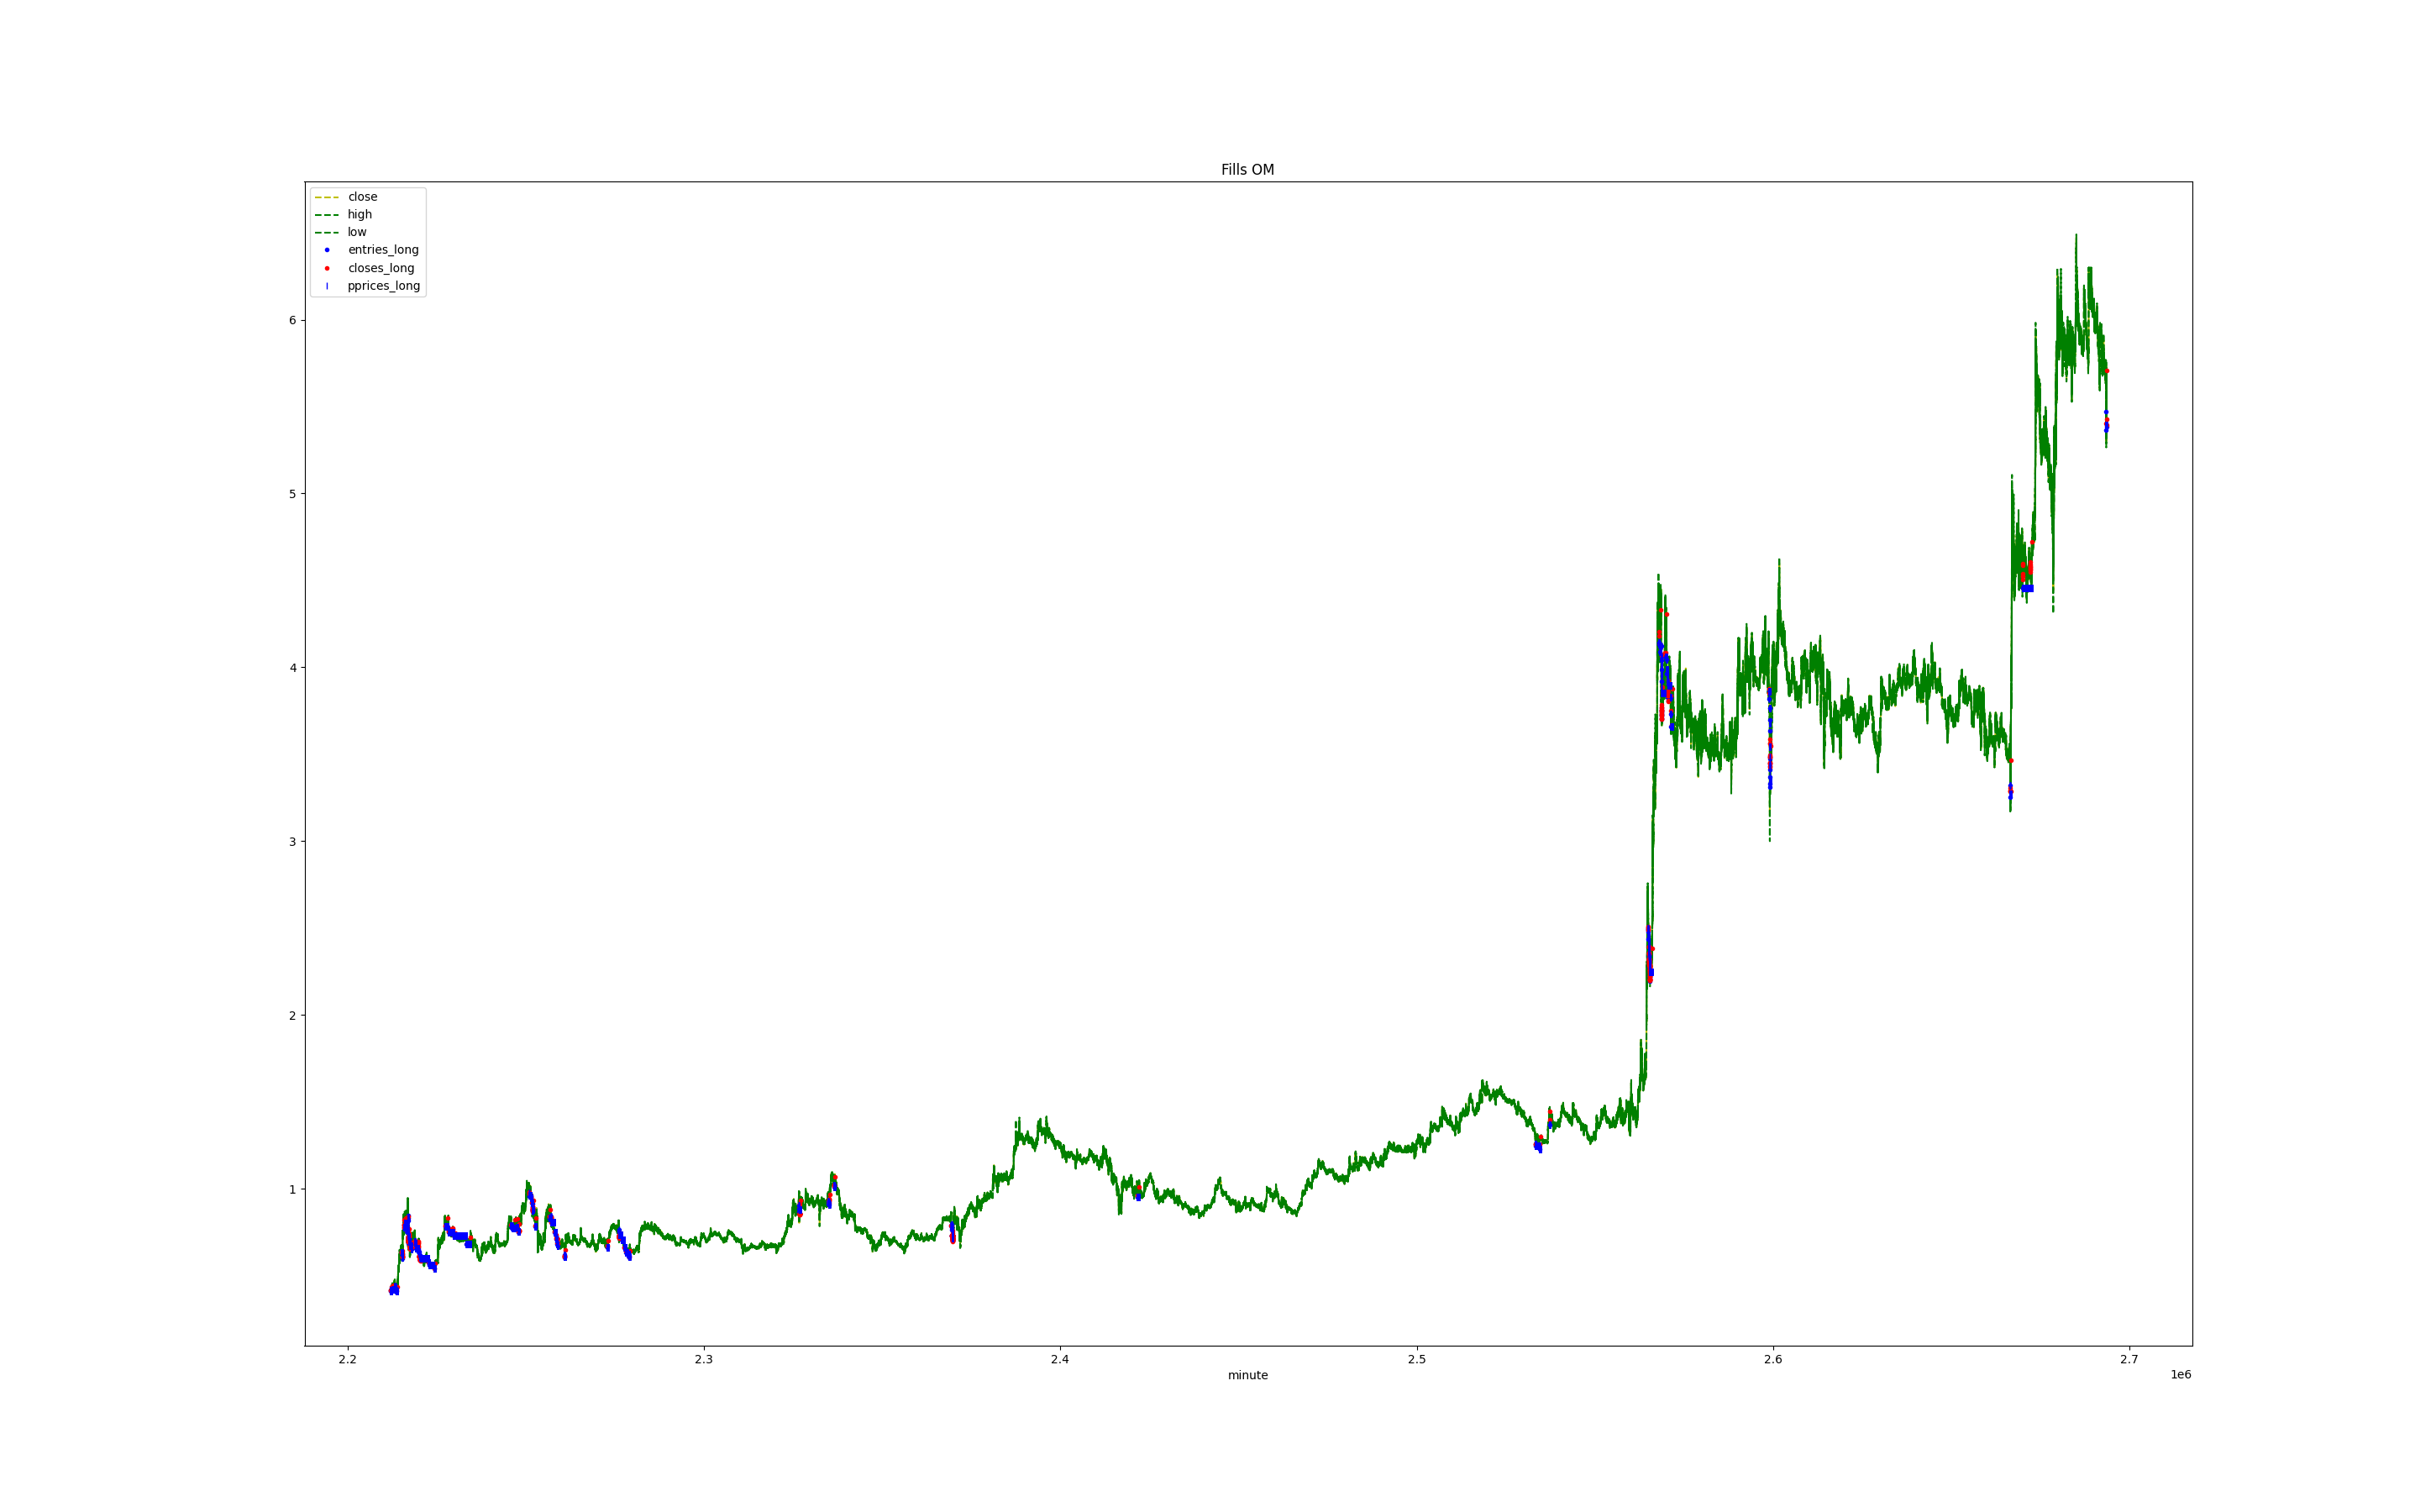 Fills OM
close
high
low
entries_long
closes_long
pprices_long
6
5
4
3
2
1
2.2 2.3 2.4 2.5 2.6 2.7
minute
1e6